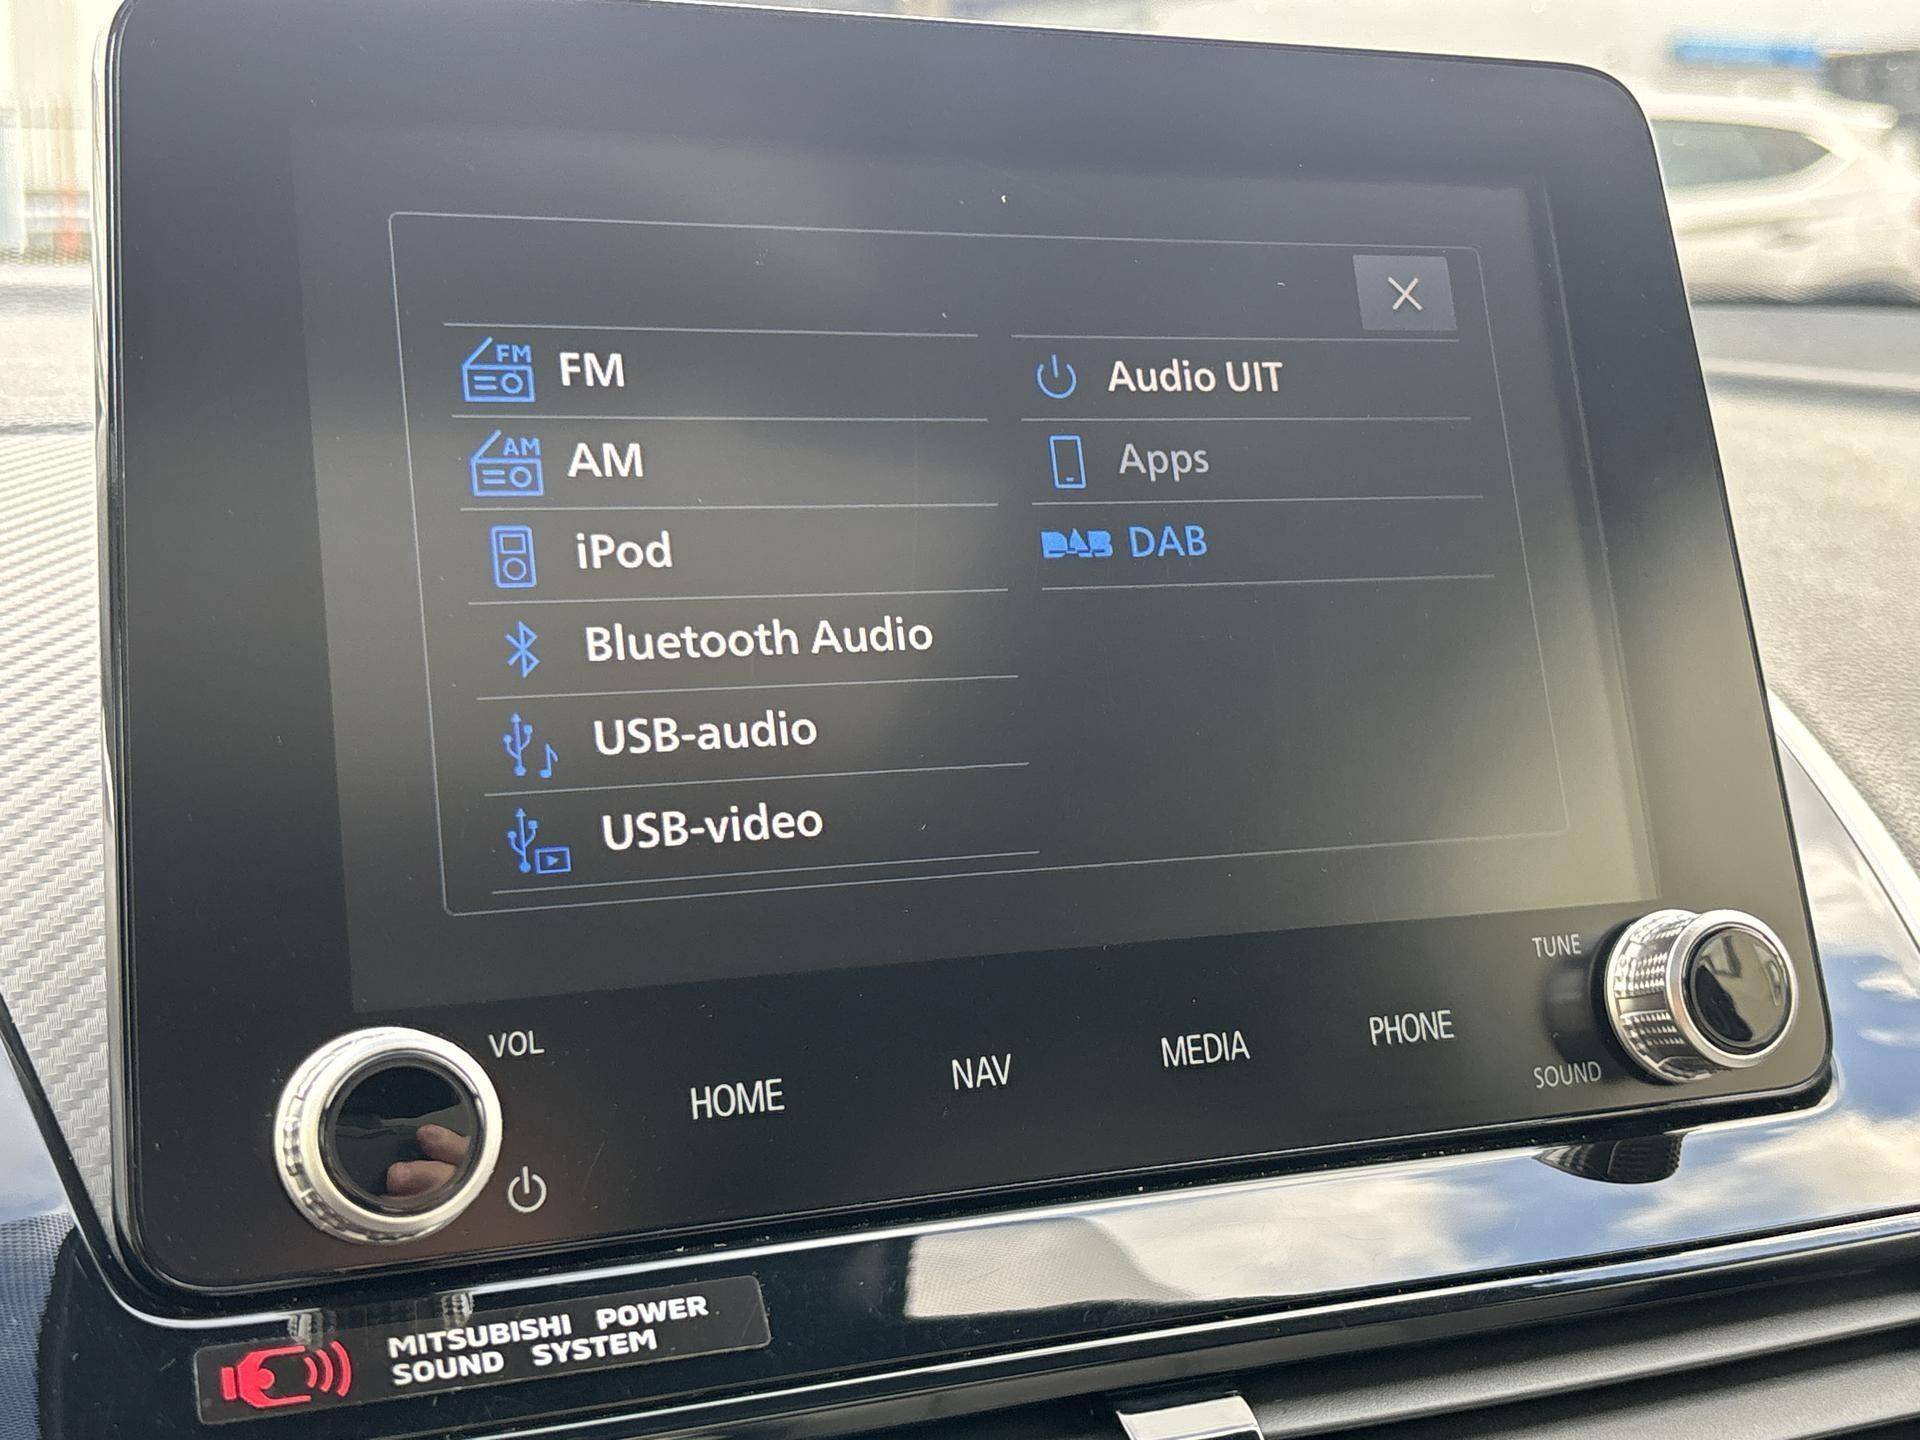 FM FM
AM AM
iPod
Bluetooth Audio
USB-audio
USB-video
Audio UIT
Apps
DAB DAB
VOL
HOME
NAV
MEDIA
PHONE
TUNE
SOUND
MITSUBISHI POWER
SOUND SYSTEM